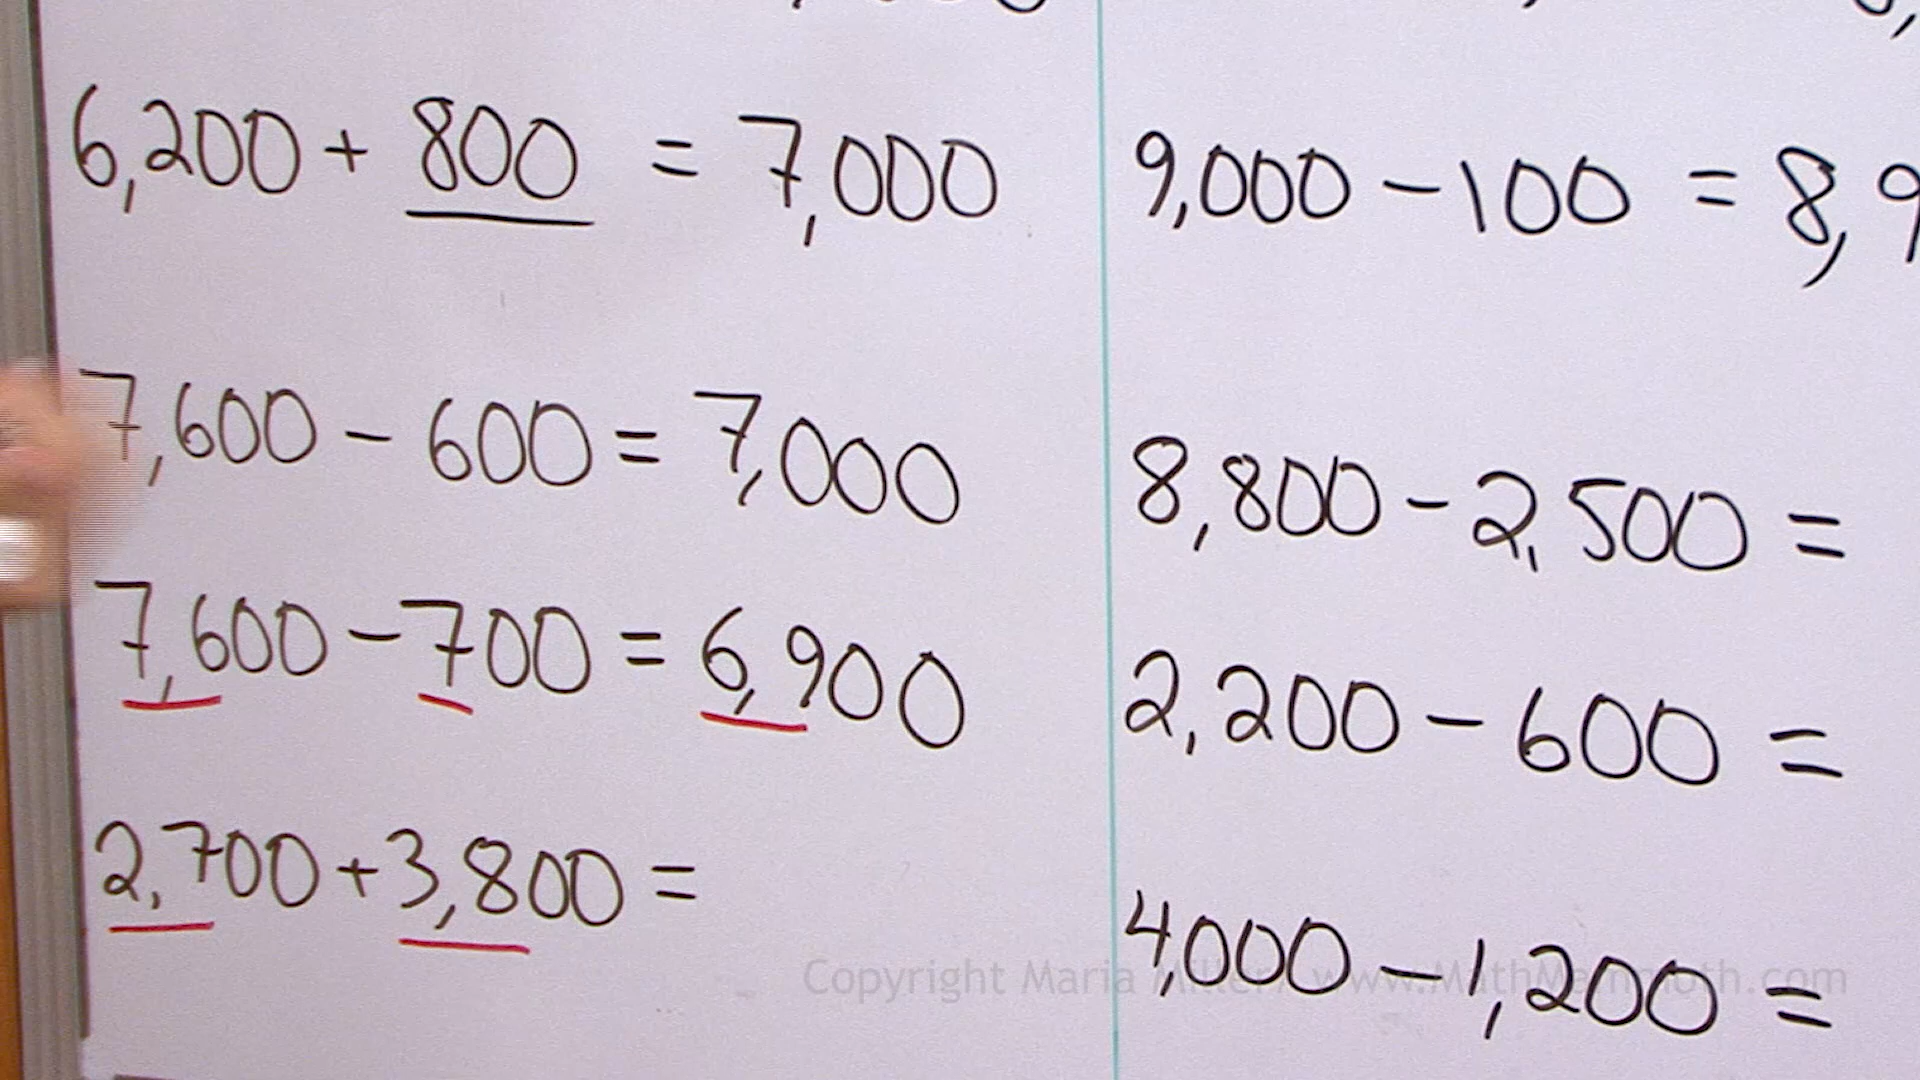 6,200 + 800 = 7,000
7,600 - 600 = 7,000
7,600 - 700 = 6,900
2,700 + 3,800 =
9,000 - 100 = 8,9
8,800 - 2,500 =
2,200 - 600 =
4,000 - 1,200 =
Copyright Maria Miller / www.MathMammoth.com